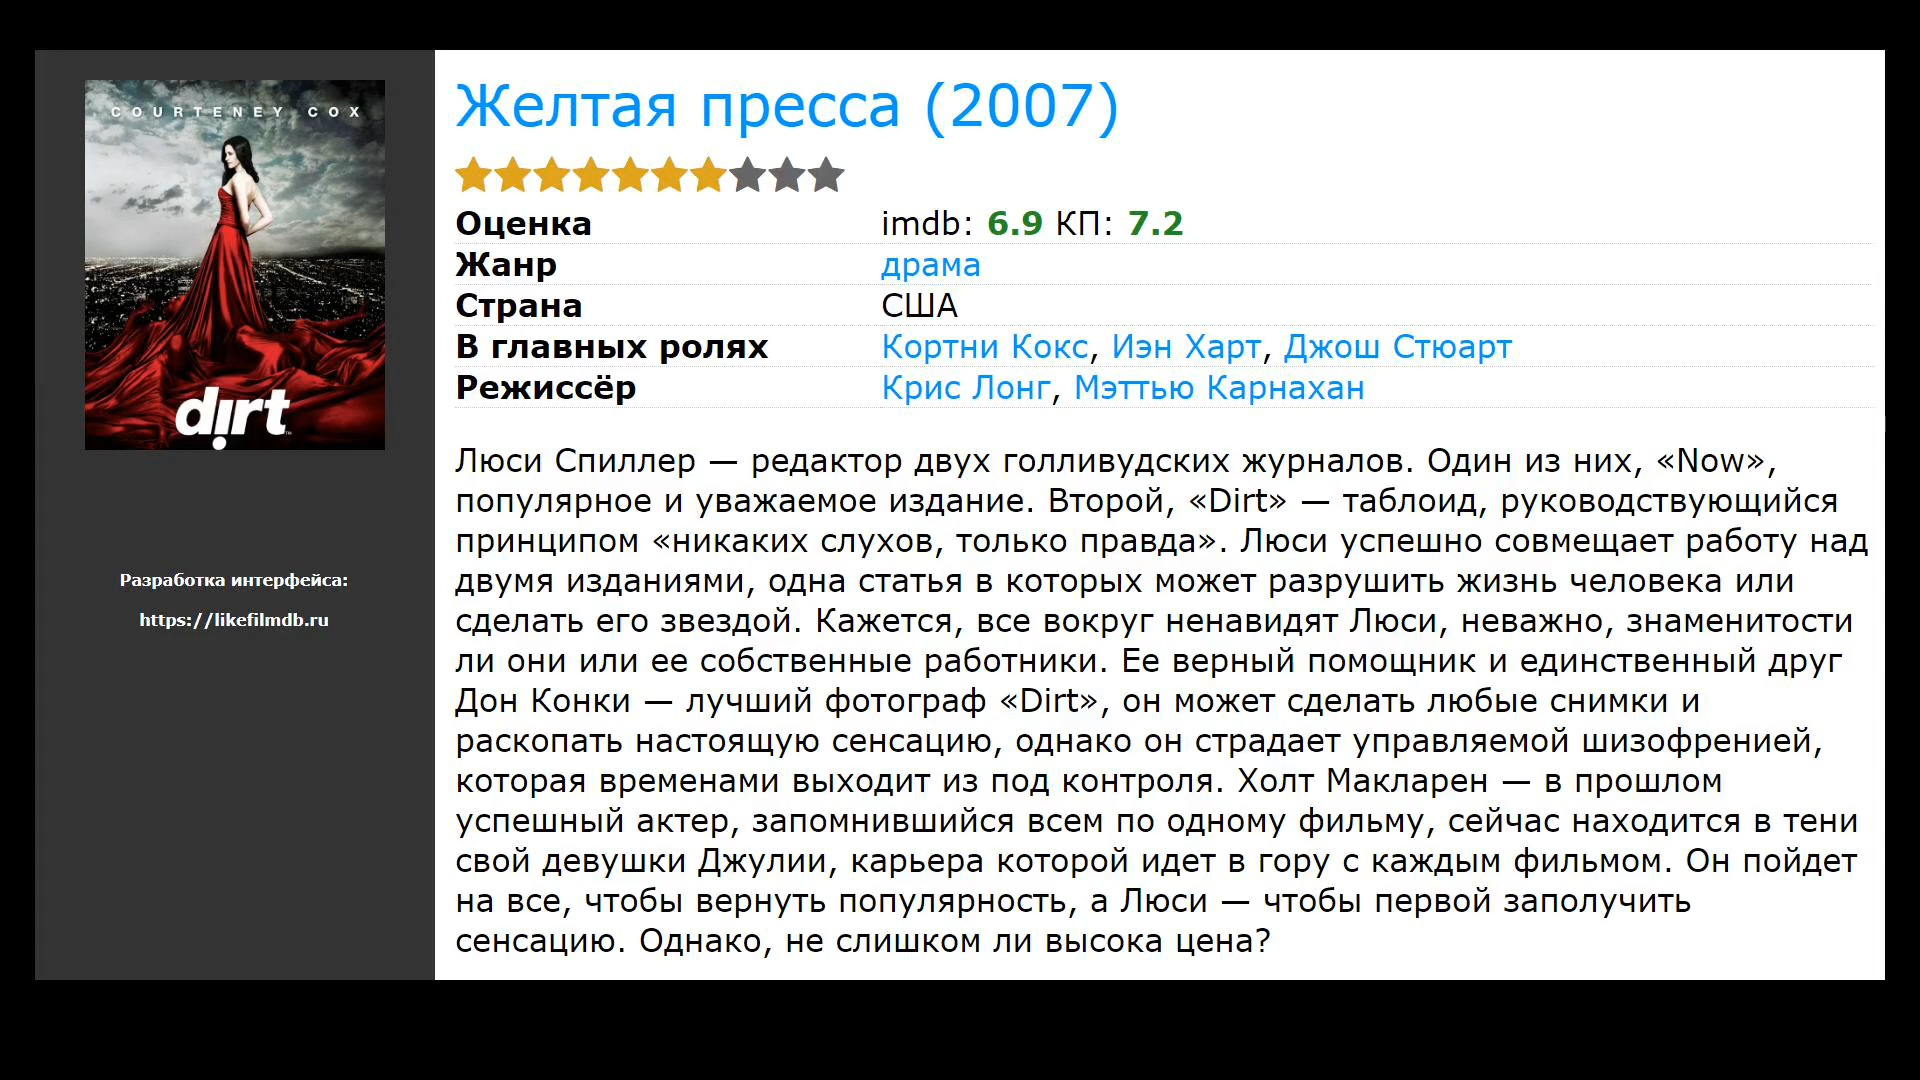 COURTENEY COX
dirt
Разработка интерфейса:
https://likefilmdb.ru
Желтая пресса (2007)
Оценка imdb: 6.9 КП: 7.2
Жанр драма
Страна США
В главных ролях Кортни Кокс, Иэн Харт, Джош Стюарт
Режиссёр Крис Лонг, Мэттью Карнахан
Люси Спиллер — редактор двух голливудских журналов. Один из них, «Now»,
популярное и уважаемое издание. Второй, «Dirt» — таблоид, руководствующийся
принципом «никаких слухов, только правда». Люси успешно совмещает работу над
двумя изданиями, одна статья в которых может разрушить жизнь человека или
сделать его звездой. Кажется, все вокруг ненавидят Люси, неважно, знаменитости
ли они или ее собственные работники. Ее верный помощник и единственный друг
Дон Конки — лучший фотограф «Dirt», он может сделать любые снимки и
раскопать настоящую сенсацию, однако он страдает управляемой шизофренией,
которая временами выходит из под контроля. Холт Макларен — в прошлом
успешный актер, запомнившийся всем по одному фильму, сейчас находится в тени
свой девушки Джулии, карьера которой идет в гору с каждым фильмом. Он пойдет
на все, чтобы вернуть популярность, а Люси — чтобы первой заполучить
сенсацию. Однако, не слишком ли высока цена?